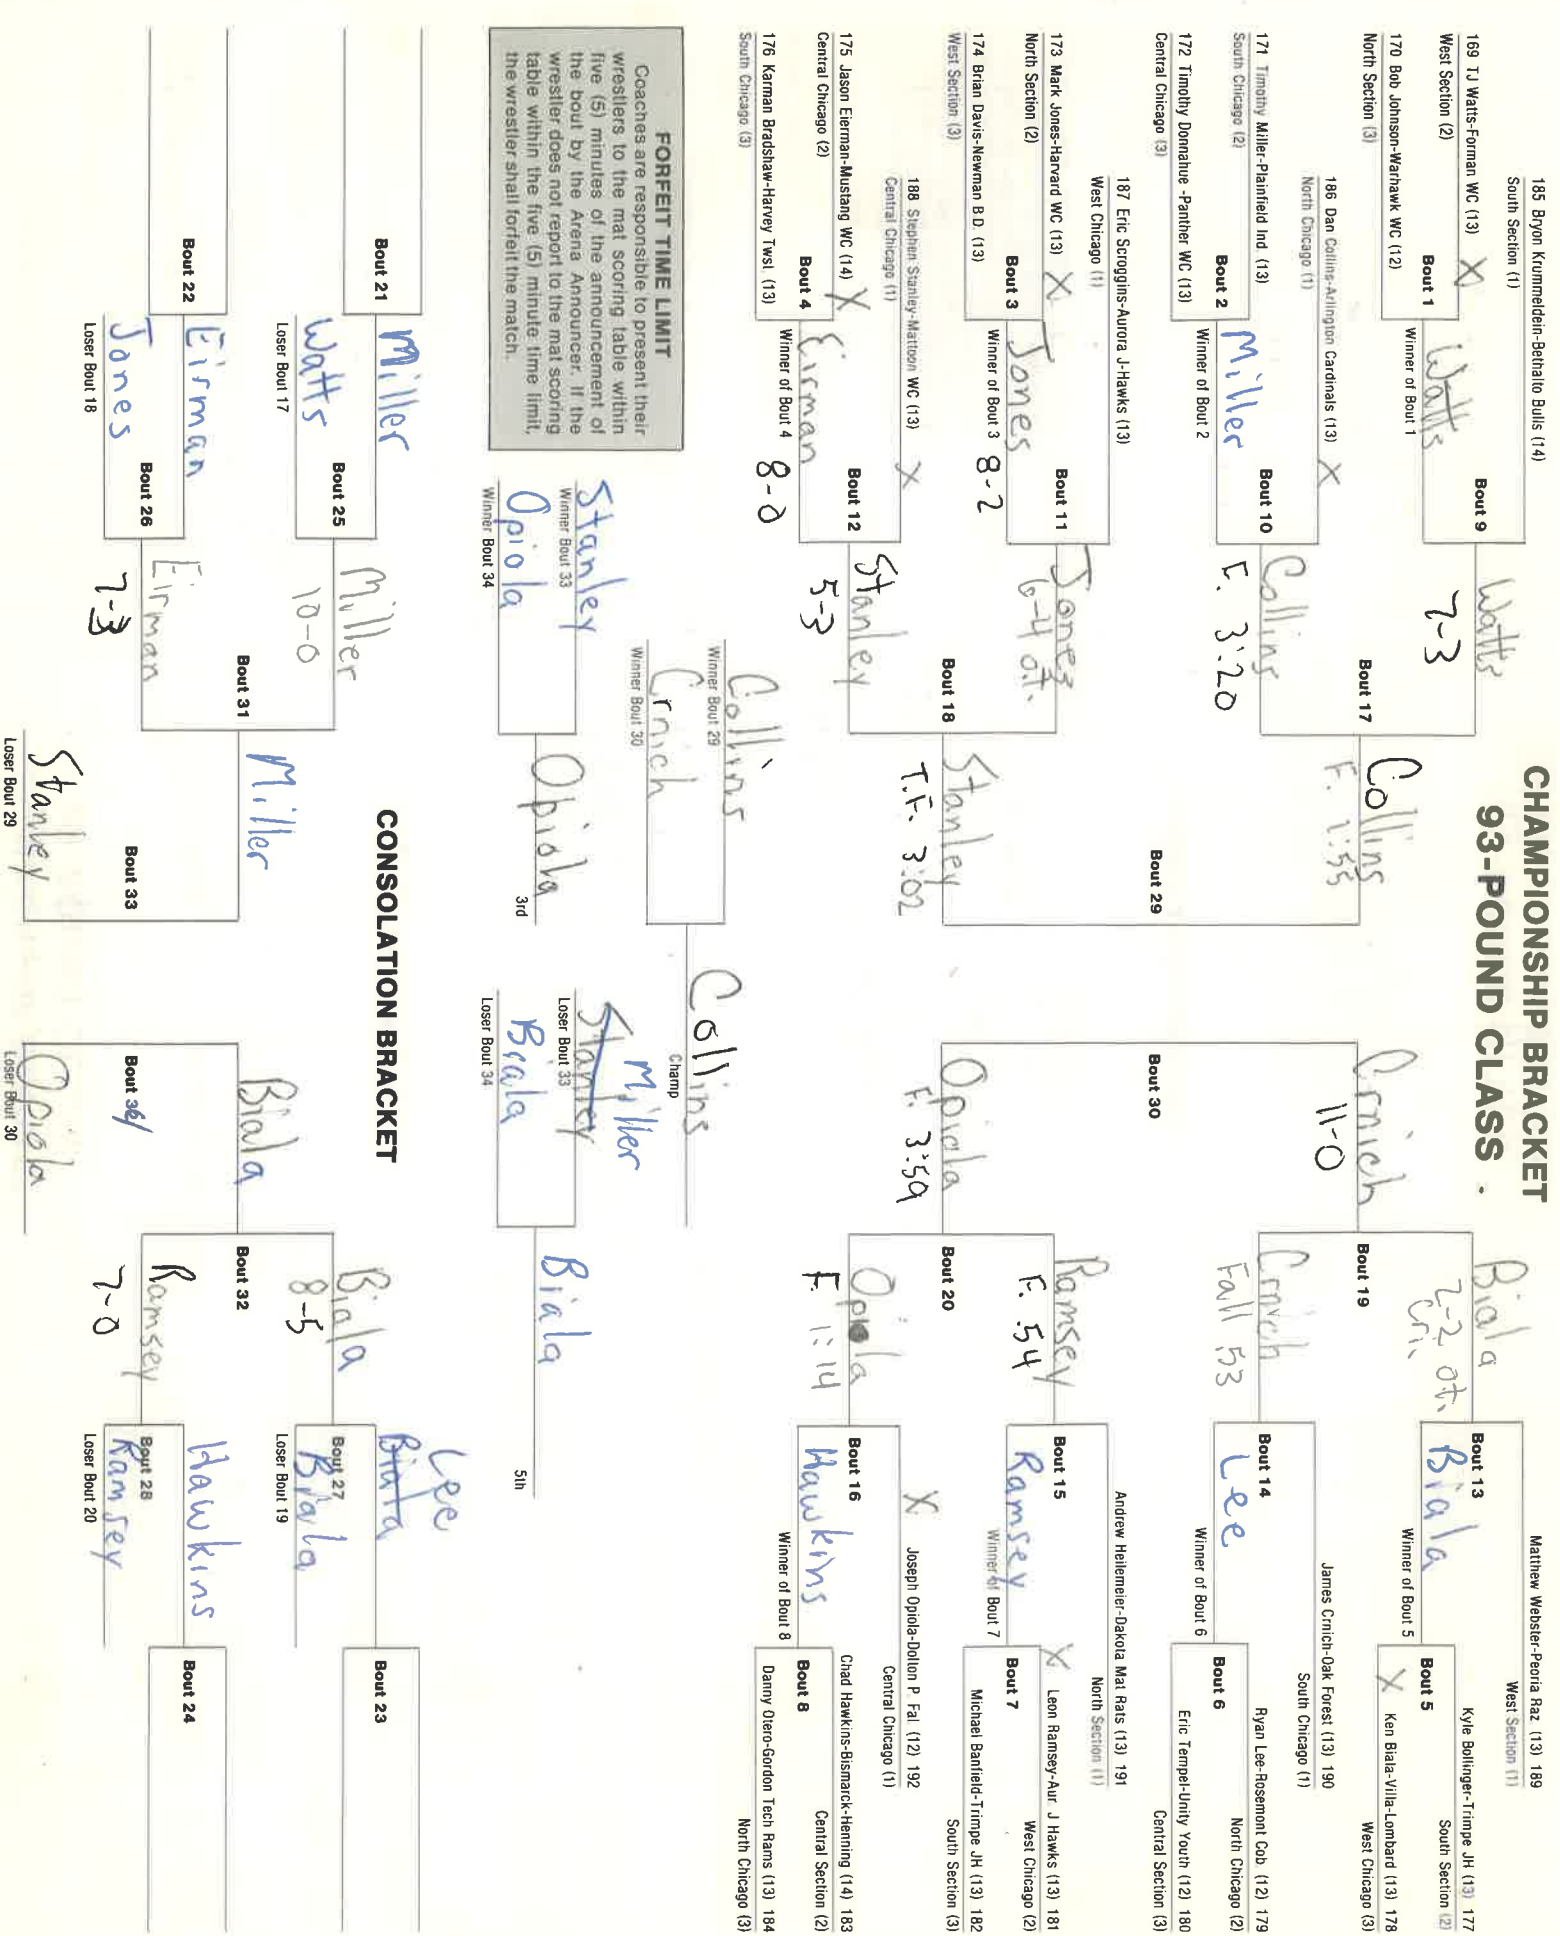 CHAMPIONSHIP BRACKET
93-POUND CLASS
185 Bryon Krummeldein-Bethalto Bulls (14)
South Section (1)
169 TJ Watts-Forman WC (13) X
West Section (2)
Bout 1
170 Bob Johnson-Warhawk WC (12)
North Section (3)
Watts
Winner of Bout 1
Bout 9
Watts
7-3
186 Dan Collins-Arlington Cardinals (13) X
North Chicago (1)
171 Timothy Miller-Plainfield Ind. (13)
South Chicago (2)
Bout 2
172 Timothy Donnahue -Panther WC (13)
Central Chicago (3)
Miller
Winner of Bout 2
Bout 10
Collins
F. 3:20
Bout 17
Collins
F. 1:55
187 Eric Scroggins-Aurora J-Hawks (13)
West Chicago (1)
173 Mark Jones-Harvard WC (13) X
North Section (2)
Bout 3
174 Brian Davis-Newman B.D. (13)
West Section (3)
Jones
Winner of Bout 3 8-2
Bout 11
Jones
6-4 o.t.
188 Stephen Stanley-Mattoon WC (13) X
Central Chicago (1)
175 Jason Eierman-Mustang WC (14) X
Central Chicago (2)
Bout 4
176 Karman Bradshaw-Harvey Twsl. (13)
South Chicago (3)
Eirman
Winner of Bout 4 8-0
Bout 12
Stanley
5-3
Bout 18
Stanley
T.F. 3:02
Bout 29
Matthew Webster-Peoria Raz. (13) 189
West Section (1)
Kyle Bollinger-Trimpe JH (13) 177
South Section (2)
Bout 5
X Ken Biala-Villa-Lombard (13) 178
West Chicago (3)
Bout 13
Biala
Winner of Bout 5
Biala
2-2 ot.
Cri.
James Crnich-Oak Forest (13) 190
South Chicago (1)
Ryan Lee-Rosemont Cob. (12) 179
North Chicago (2)
Bout 6
Eric Tempel-Unity Youth (12) 180
Central Section (3)
Bout 14
Lee
Winner of Bout 6
Crnich
Fall .53
Bout 19
Crnich
11-0
Andrew Heilemeier-Dakota Mat Rats (13) 191
North Section (1)
X Leon Ramsey-Aur. J Hawks (13) 181
West Chicago (2)
Bout 7
Michael Banfield-Trimpe JH (13) 182
South Section (3)
Bout 15
Ramsey
Winner of Bout 7
Ramsey
F. .54
X Joseph Opiola-Dolton P. Fal. (12) 192
Central Chicago (1)
Chad Hawkins-Bismarck-Henning (14) 183
Central Section (2)
Bout 8
Danny Otero-Gordon Tech Rams (13) 184
North Chicago (3)
Bout 16
Hawkins
Winner of Bout 8
Opiola
F. 1:14
Bout 20
Opiola
F. 3:59
Bout 30
FORFEIT TIME LIMIT
Coaches are responsible to present their
wrestlers to the mat scoring table within
five (5) minutes of the announcement of
the bout by the Arena Announcer. If the
wrestler does not report to the mat scoring
table within the five (5) minute time limit,
the wrestler shall forfeit the match.
Collins
Winner Bout 29
Crnich
Winner Bout 30
Collins
Champ
Stanley
Winner Bout 33
Opiola
Winner Bout 34
Opiola
3rd
Miller
Stanley
Loser Bout 33
Biala
Loser Bout 34
Biala
5th
CONSOLATION BRACKET
Bout 21
Miller
Watts
Loser Bout 17
Bout 25
Miller
10-0
Bout 22
Eirman
Jones
Loser Bout 18
Bout 26
Eirman
7-3
Bout 31
Miller
Bout 33
Stanley
Loser Bout 29
Bout 23
Lee
Biala
Bout 27
Biala
Loser Bout 19
Biala
8-5
Bout 24
Hawkins
Bout 28
Ramsey
Loser Bout 20
Ramsey
7-0
Bout 32
Biala
Bout 34
Opiola
Loser Bout 30